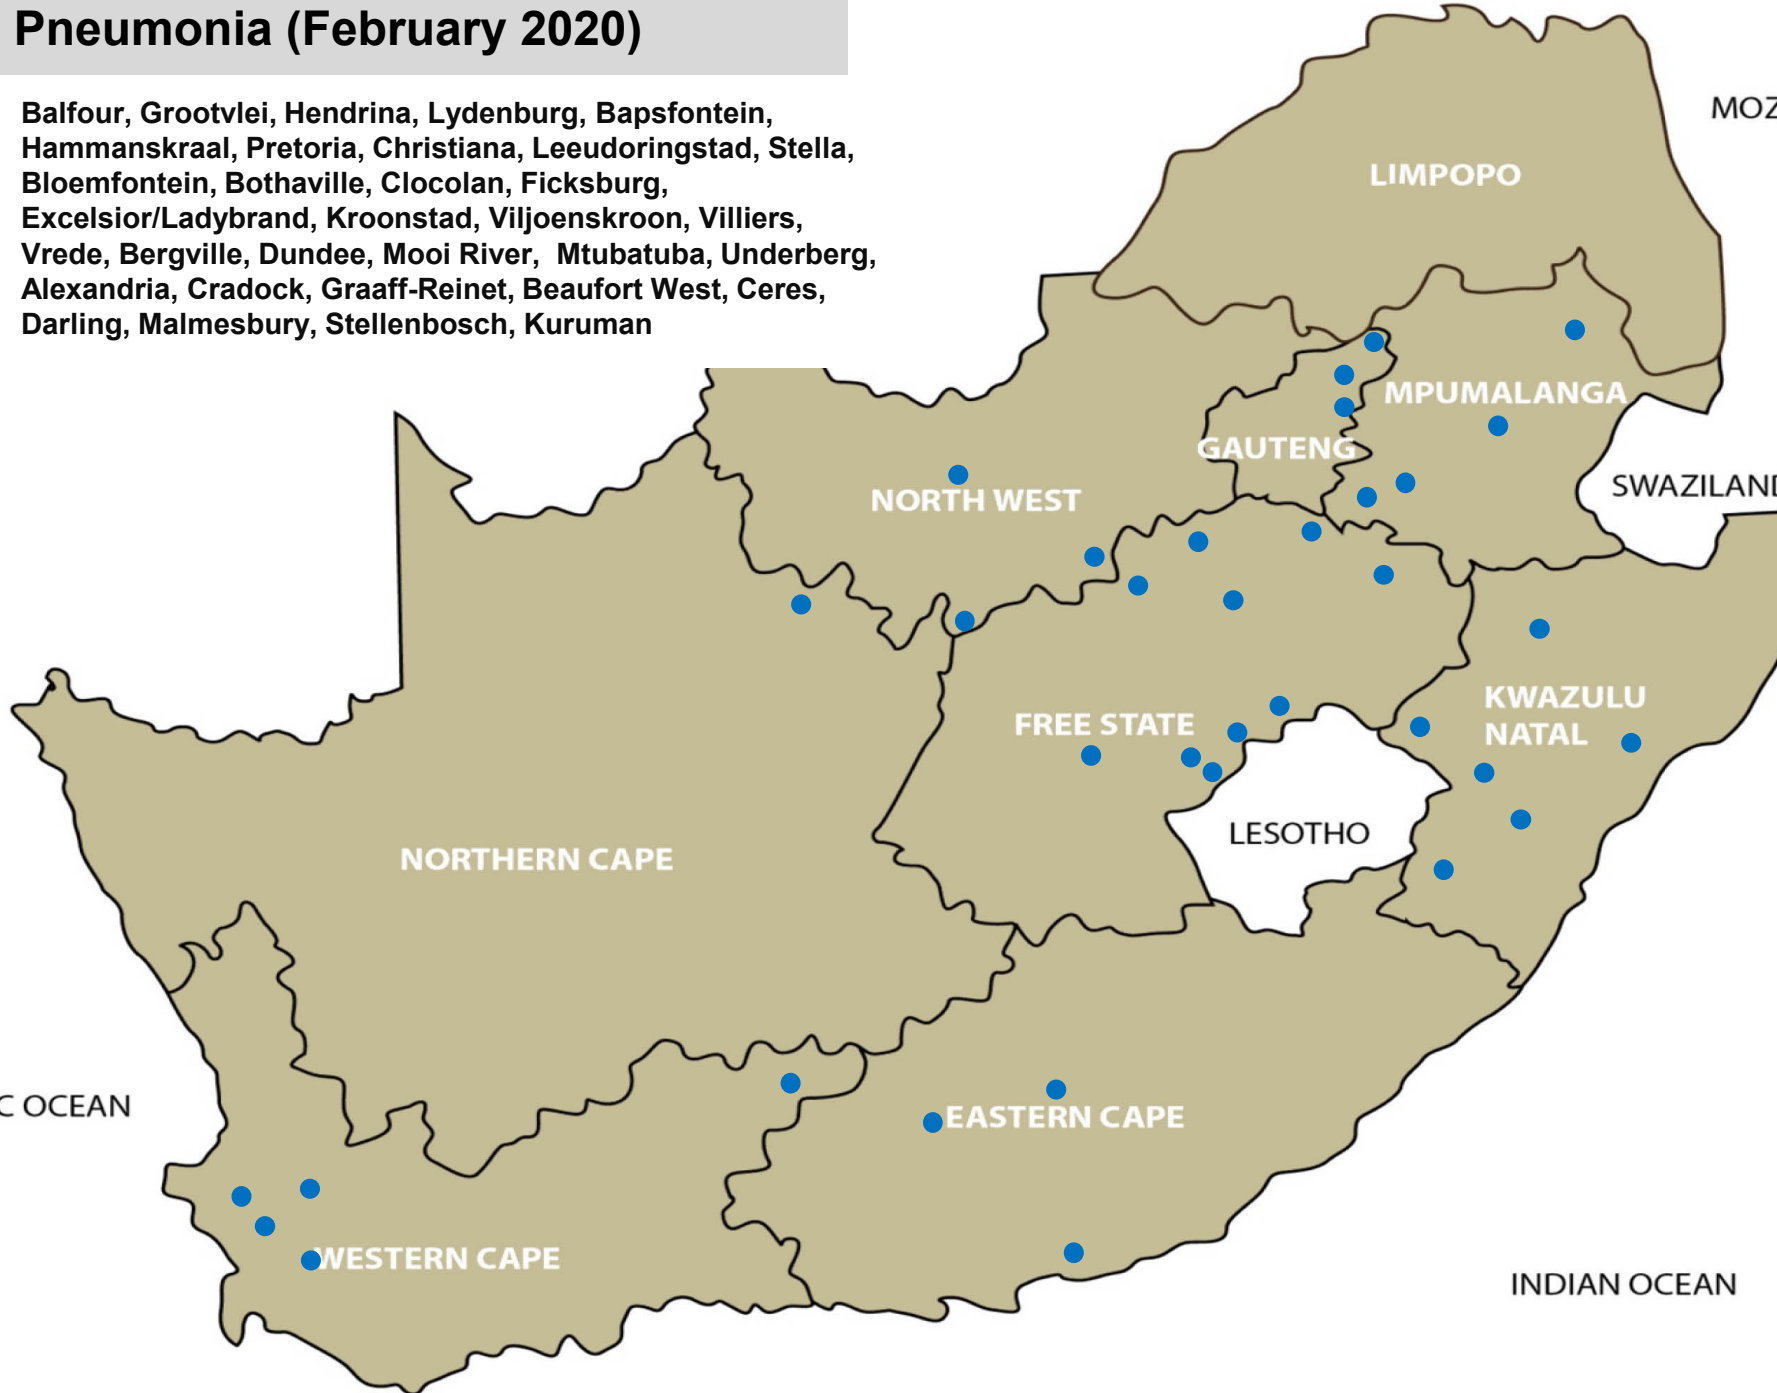 Pneumonia (February 2020)
Balfour, Grootvlei, Hendrina, Lydenburg, Bapsfontein,
Hammanskraal, Pretoria, Christiana, Leeudoringstad, Stella,
Bloemfontein, Bothaville, Clocolan, Ficksburg,
Excelsior/Ladybrand, Kroonstad, Viljoenskroon, Villiers,
Vrede, Bergville, Dundee, Mooi River, Mtubatuba, Underberg,
Alexandria, Cradock, Graaff-Reinet, Beaufort West, Ceres,
Darling, Malmesbury, Stellenbosch, Kuruman
MOZ
LIMPOPO
MPUMALANGA
GAUTENG
SWAZILAND
NORTH WEST
KWAZULU
NATAL
FREE STATE
LESOTHO
NORTHERN CAPE
C OCEAN
EASTERN CAPE
WESTERN CAPE
INDIAN OCEAN